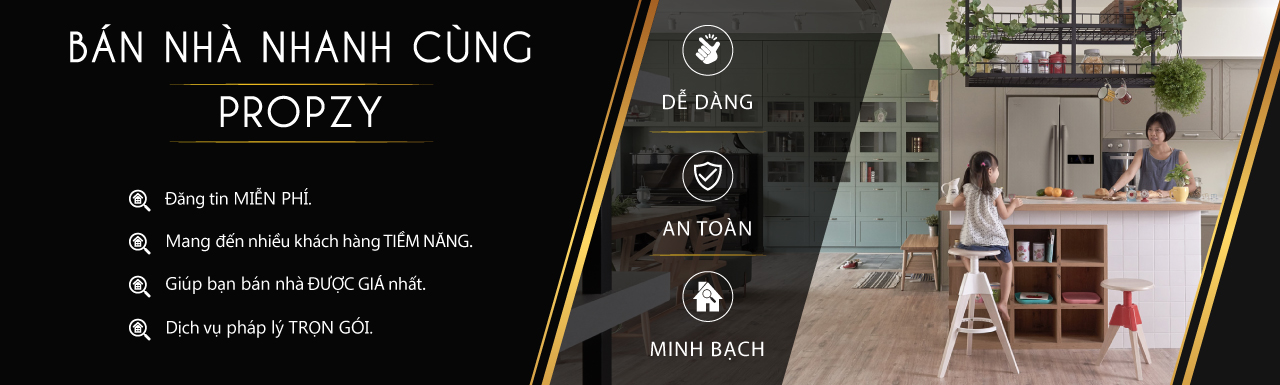 BÁN NHÀ NHANH CÙNG
PROPZY
Đăng tin MIỄN PHÍ.
Mang đến nhiều khách hàng TIỀM NĂNG.
Giúp bạn bán nhà ĐƯỢC GIÁ nhất.
Dịch vụ pháp lý TRỌN GÓI.
DỄ DÀNG
AN TOÀN
MINH BẠCH